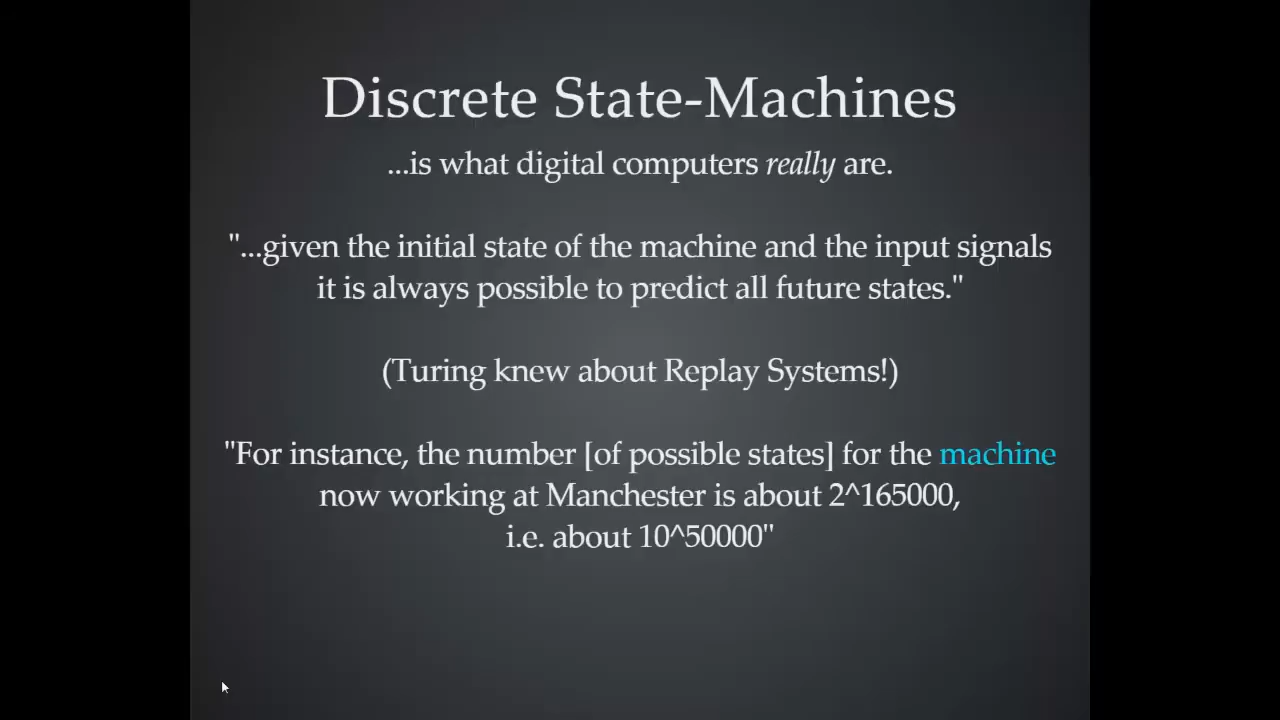 Discrete State-Machines
...is what digital computers really are.
"...given the initial state of the machine and the input signals
it is always possible to predict all future states."
(Turing knew about Replay Systems!)
"For instance, the number [of possible states] for the machine
now working at Manchester is about 2^165000,
i.e. about 10^50000"